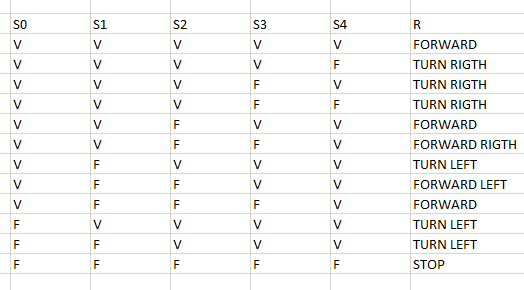 S0 S1 S2 S3 S4 R
V V V V V FORWARD
V V V V F TURN RIGTH
V V V F V TURN RIGTH
V V V F F TURN RIGTH
V V F V V FORWARD
V V F F V FORWARD RIGTH
V F V V V TURN LEFT
V F F V V FORWARD LEFT
V F F F V FORWARD
F V V V V TURN LEFT
F F V V V TURN LEFT
F F F F F STOP